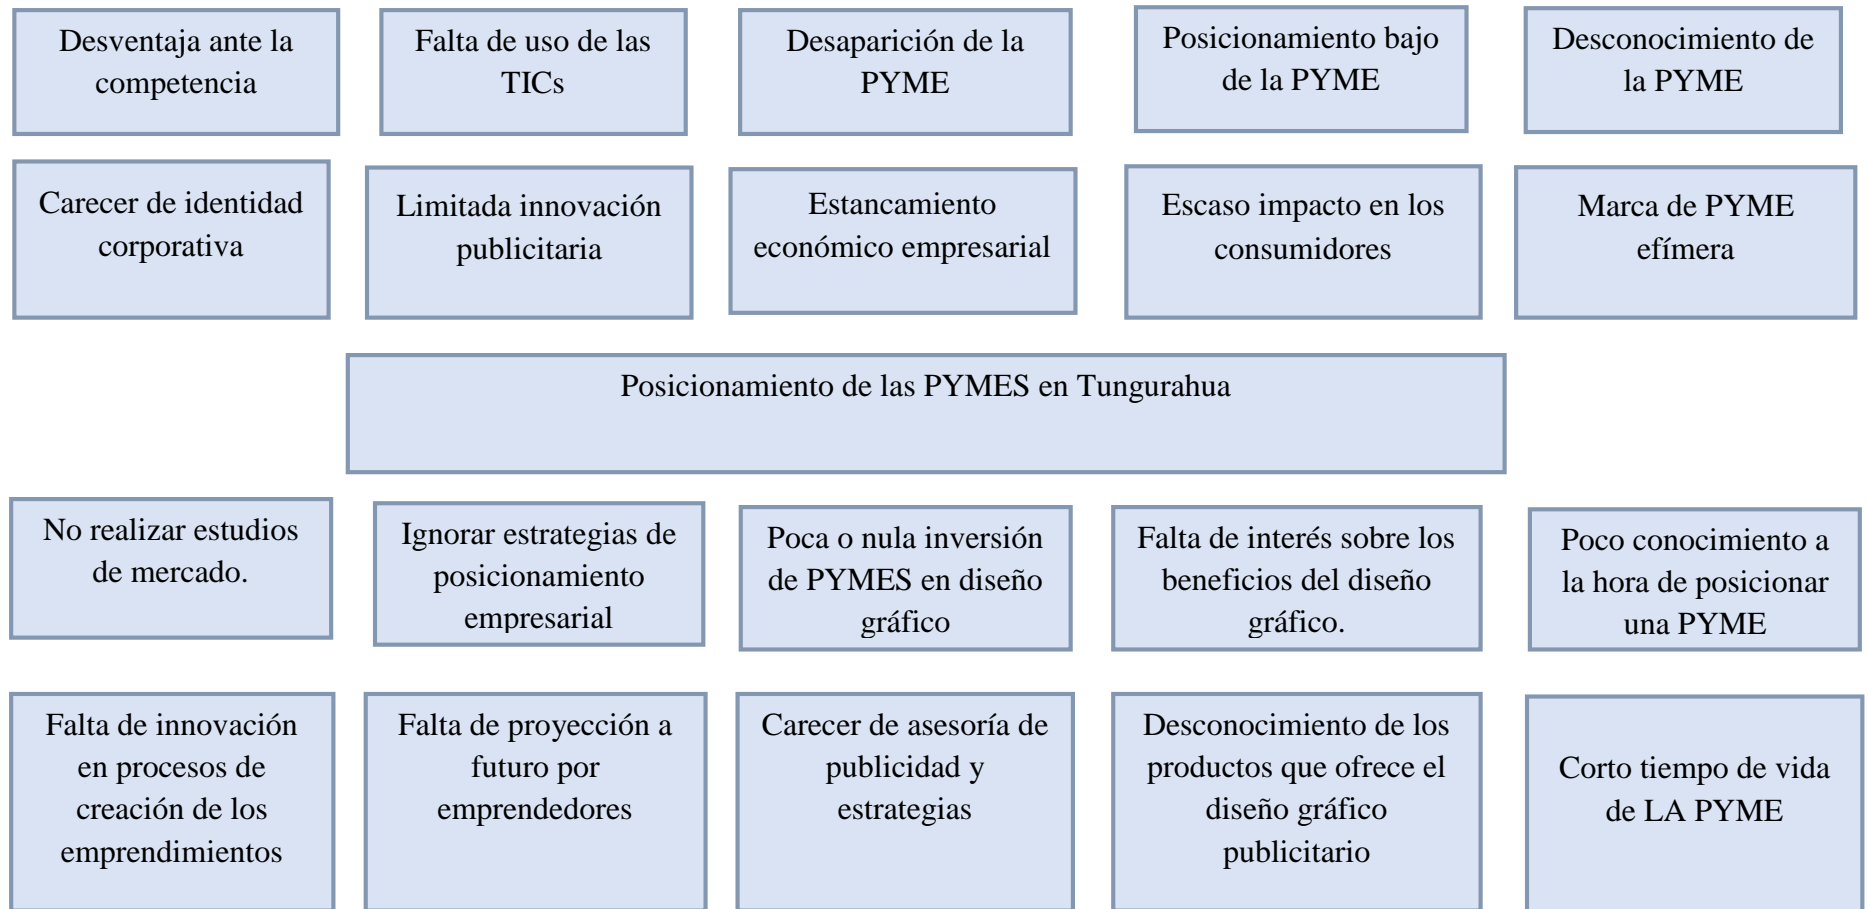 Desventaja ante la
competencia
Falta de uso de las
TICs
Desaparición de la
PYME
Posicionamiento bajo
de la PYME
Desconocimiento de
la PYME
Carecer de identidad
corporativa
Limitada innovación
publicitaria
Estancamiento
económico empresarial
Escaso impacto en los
consumidores
Marca de PYME
efímera
Posicionamiento de las PYMES en Tungurahua
No realizar estudios
de mercado.
Ignorar estrategias de
posicionamiento
empresarial
Poca o nula inversión
de PYMES en diseño
gráfico
Falta de interés sobre los
beneficios del diseño
gráfico.
Poco conocimiento a
la hora de posicionar
una PYME
Falta de innovación
en procesos de
creación de los
emprendimientos
Falta de proyección a
futuro por
emprendedores
Carecer de asesoría de
publicidad y
estrategias
Desconocimiento de los
productos que ofrece el
diseño gráfico
publicitario
Corto tiempo de vida
de LA PYME